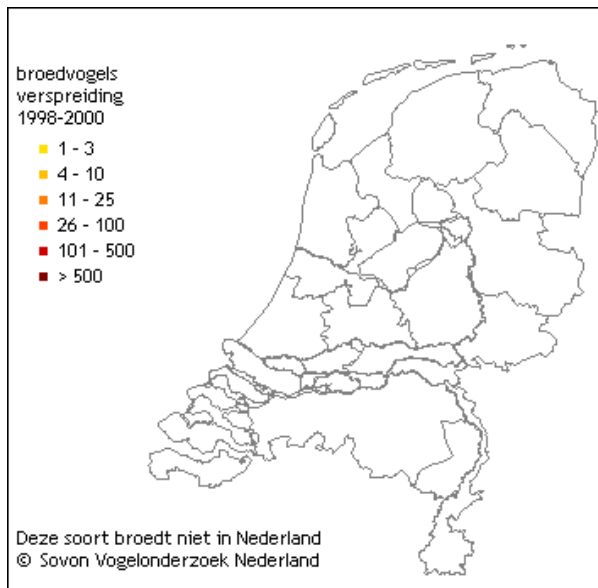 broedvogels
verspreiding
1998-2000
1 - 3
4 - 10
11 - 25
26 - 100
101 - 500
> 500
Deze soort broedt niet in Nederland
© Sovon Vogelonderzoek Nederland